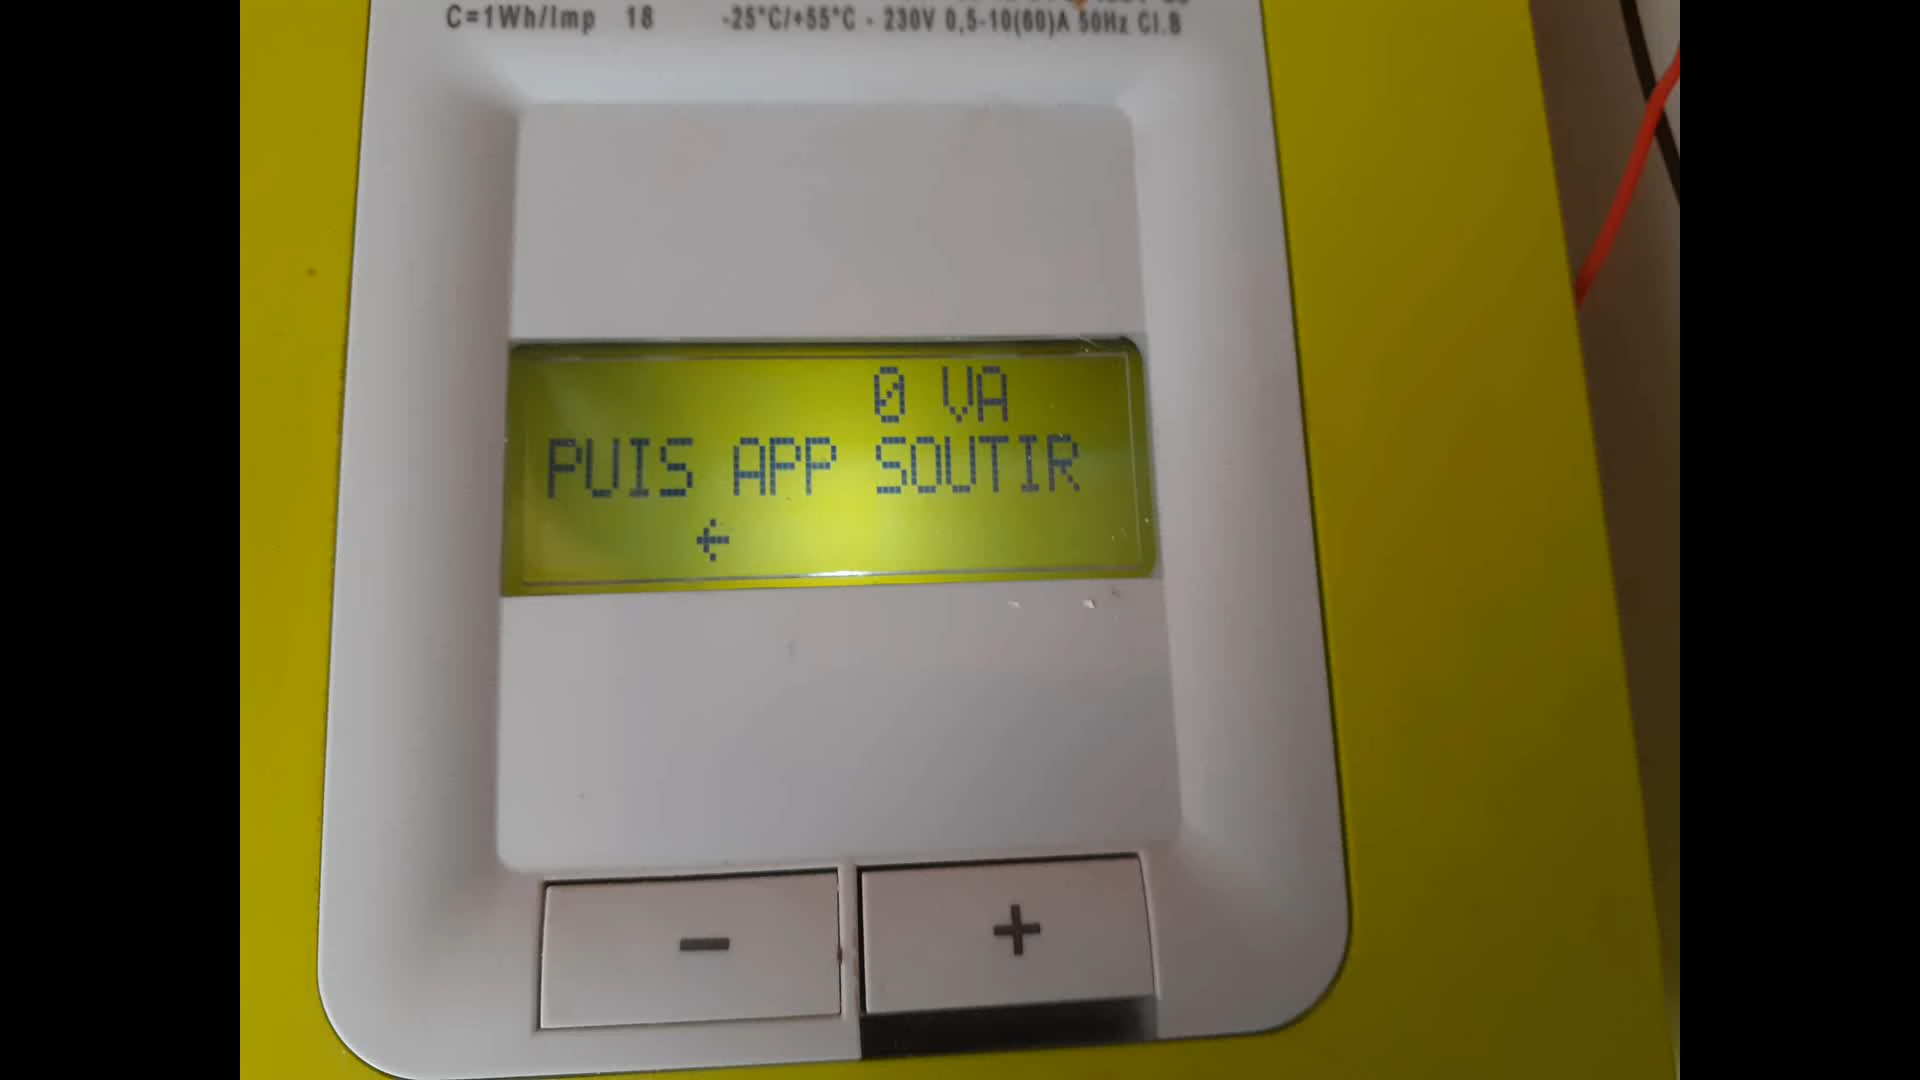 C=1Wh/Imp 18 -25°C/+55°C - 230V 0,5-10(60)A 50Hz Cl.B
0 VA
PUIS APP SOUTIR
←
- +